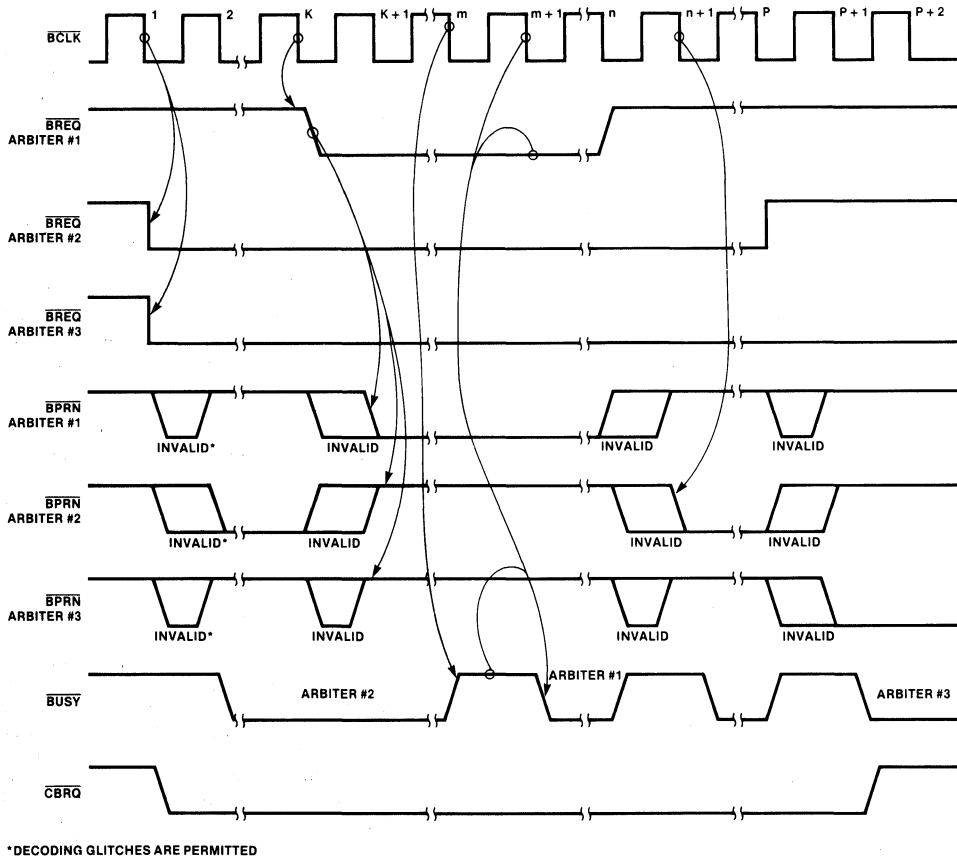 1 2 K K + 1 m m + 1 n n + 1 P P + 1 P + 2
BCLK
BREQ
ARBITER #1
BREQ
ARBITER #2
BREQ
ARBITER #3
BPRN
ARBITER #1
INVALID* INVALID INVALID INVALID
BPRN
ARBITER #2
INVALID* INVALID INVALID INVALID
BPRN
ARBITER #3
INVALID* INVALID INVALID INVALID
BUSY ARBITER #2 ARBITER #1 ARBITER #3
CBRQ
*DECODING GLITCHES ARE PERMITTED